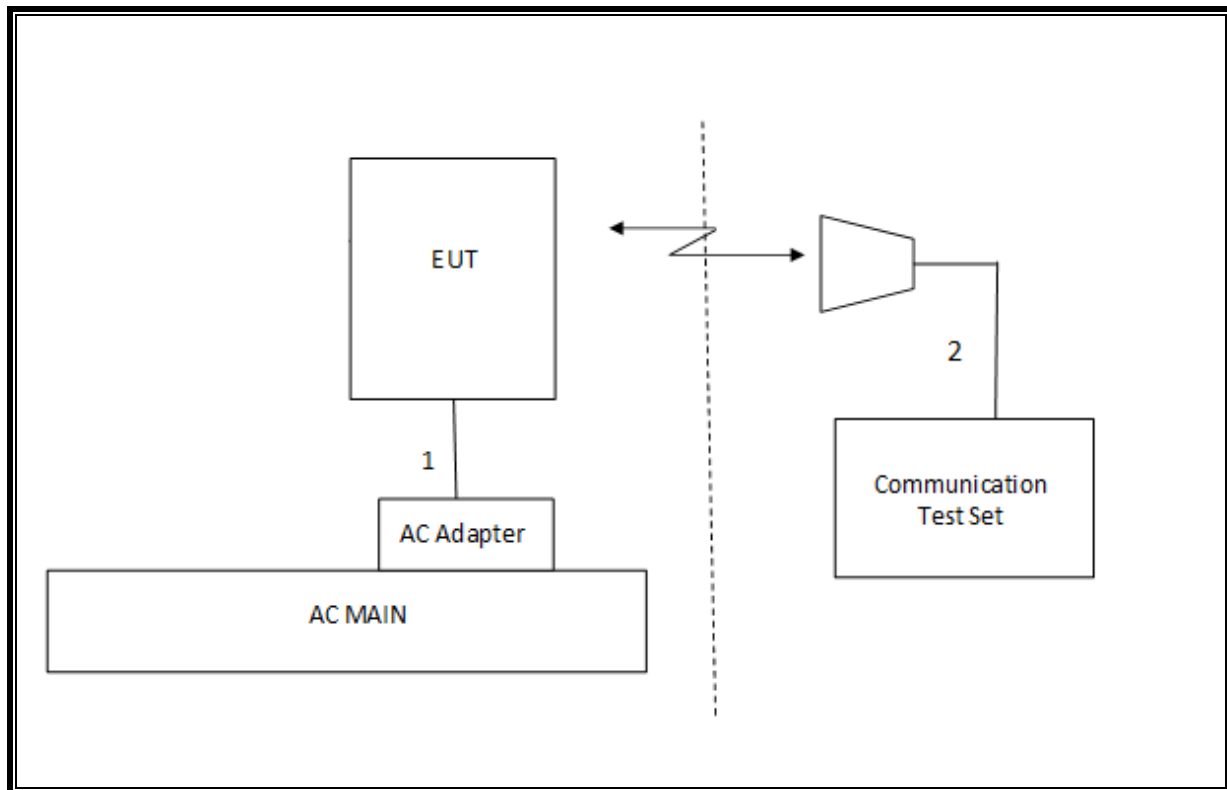 EUT
1
AC Adapter
AC MAIN
2
Communication
Test Set